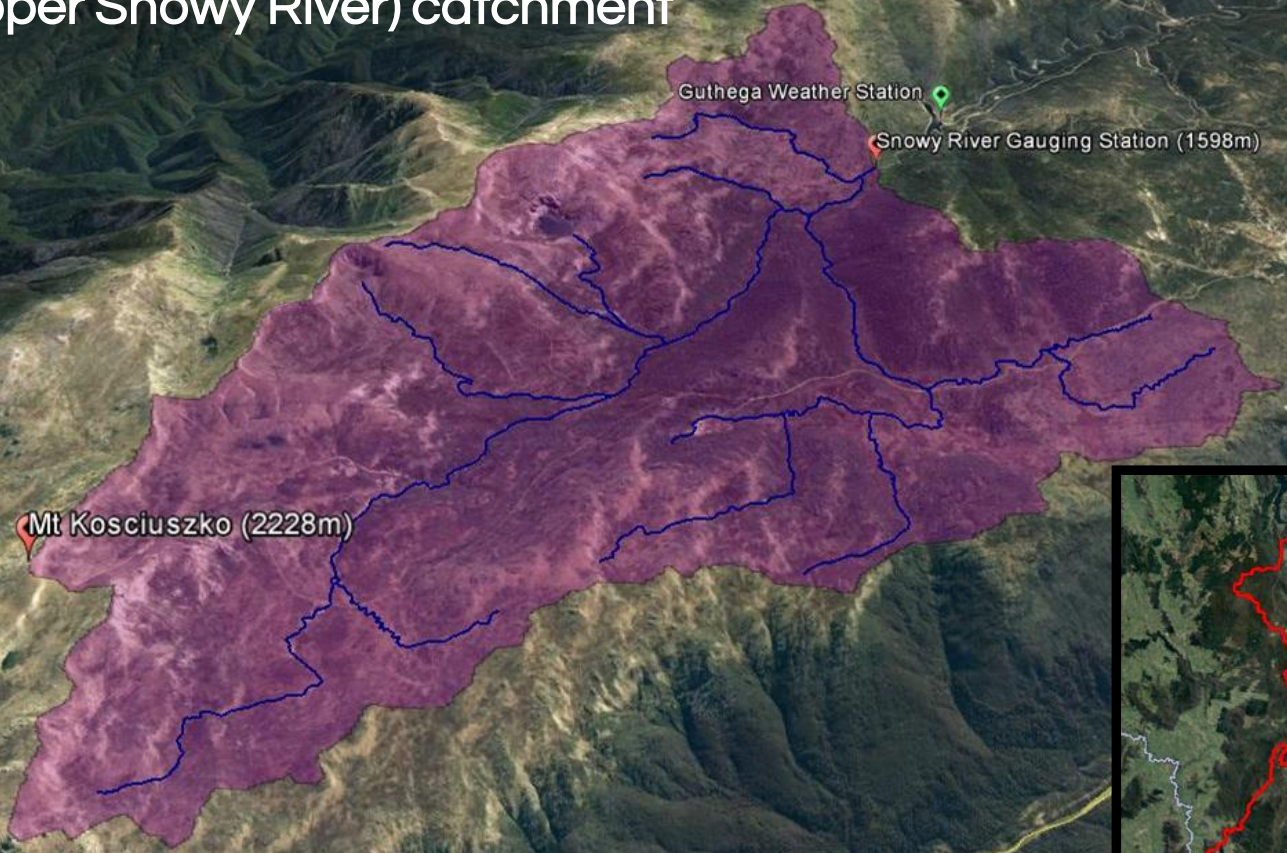 Snowy River) catchment
Guthega Weather Station
Snowy River Gauging Station (1598m)
Mt Kosciuszko (2228m)